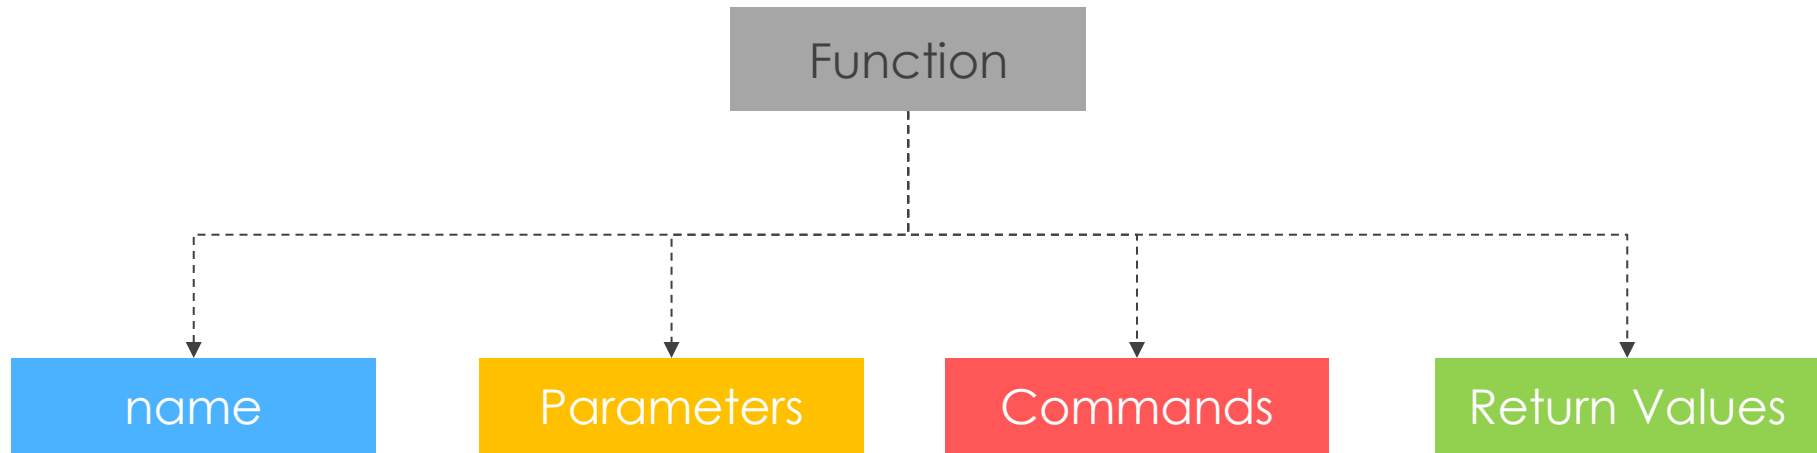 Function
name
Parameters
Commands
Return Values